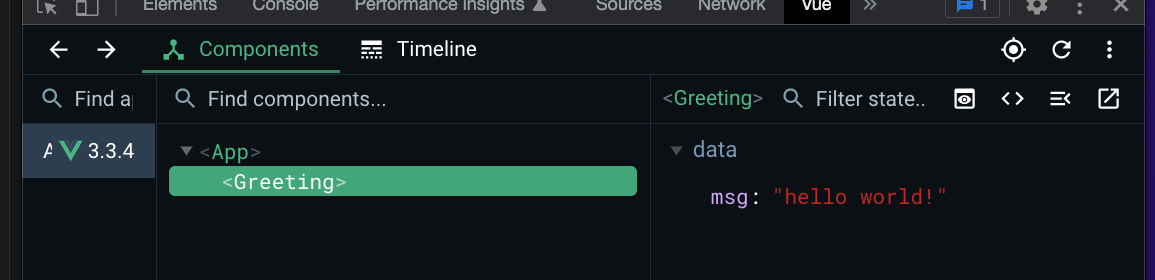 Elements Console Performance insights Sources Network Vue » 1
Components Timeline
Find a Find components... <Greeting> Filter state..
A 3.3.4 <App> data
<Greeting>
msg: "hello world!"